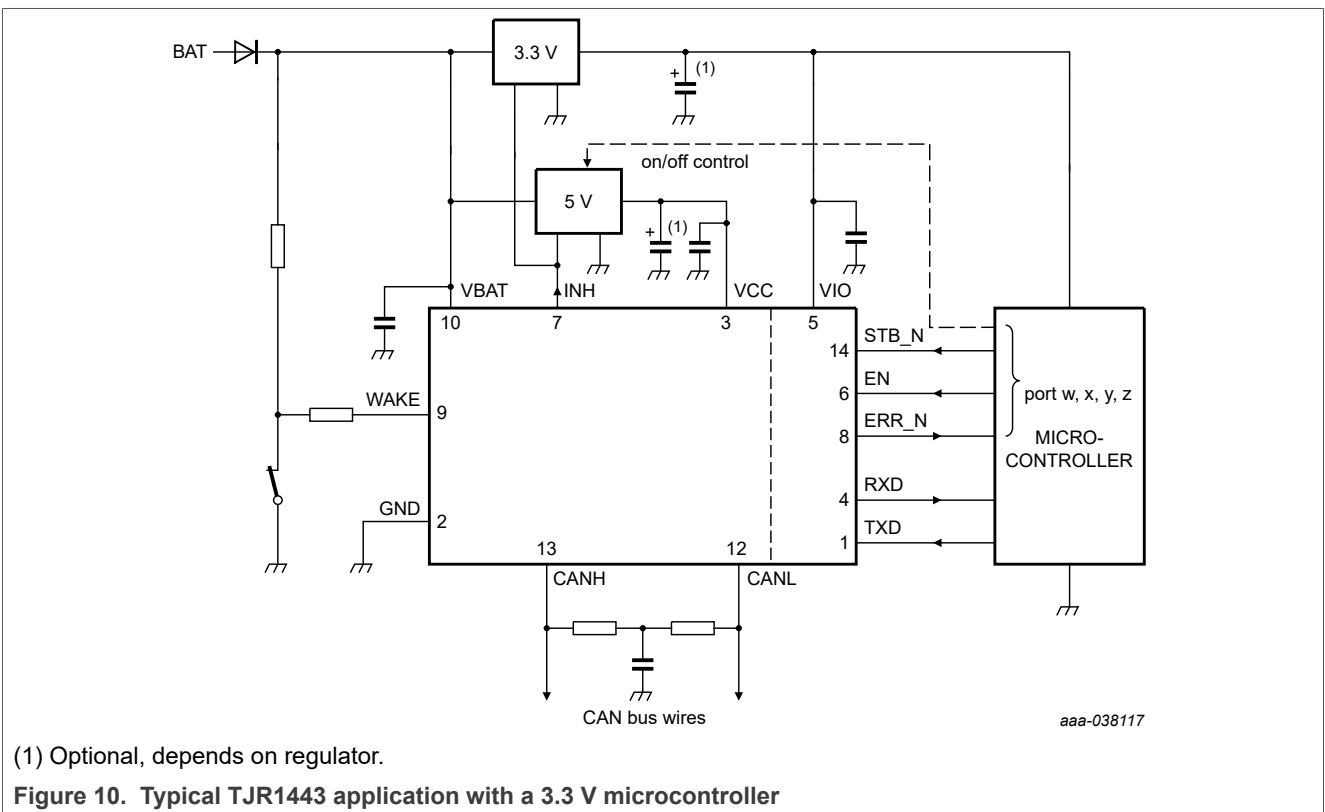 BAT
3.3 V
+
(1)
on/off control
5 V
+
(1)
VBAT
INH
VCC
VIO
10
7
3
5
14
STB_N
6
EN
port w, x, y, z
WAKE
9
8
ERR_N
MICRO-
CONTROLLER
4
RXD
GND
2
1
TXD
13
12
CANH
CANL
CAN bus wires
aaa-038117
(1) Optional, depends on regulator.
Figure 10. Typical TJR1443 application with a 3.3 V microcontroller